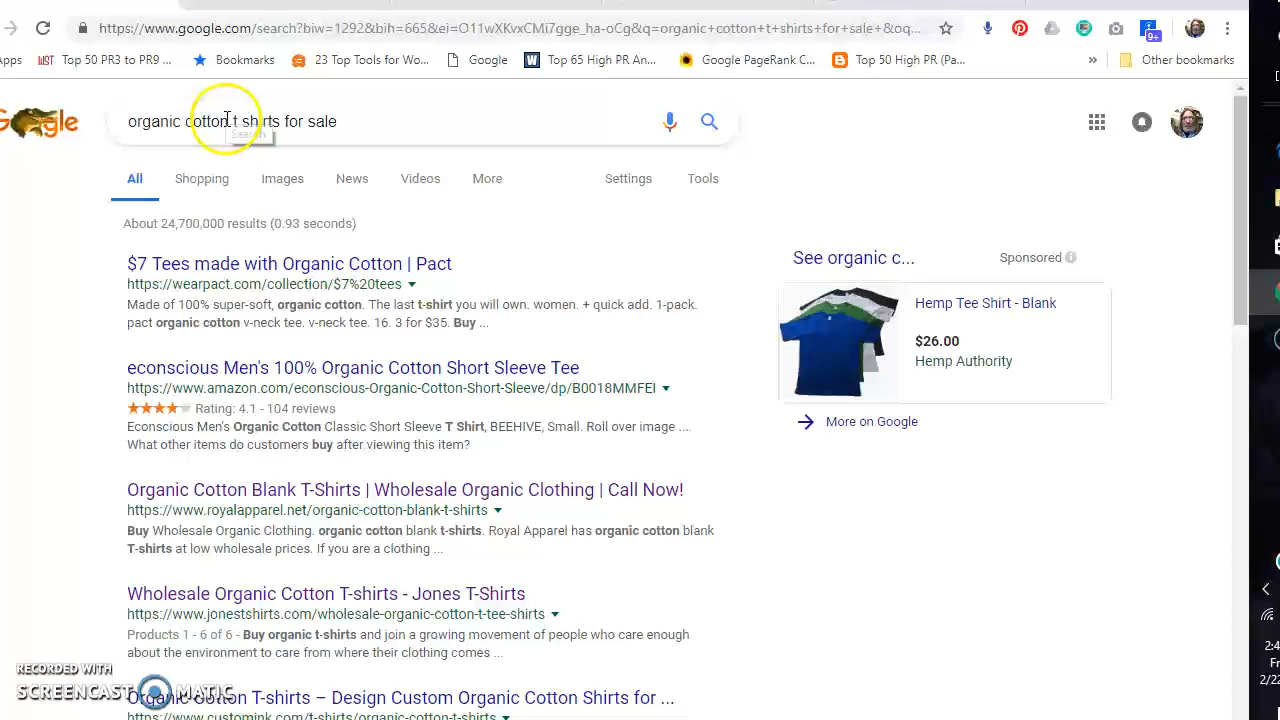 https://www.google.com/search?biw=1292&bih=665&ei=O11wXKvxCMi7gge_ha-oCg&q=organic+cotton+t+shirts+for+sale+&oq...
9+
Apps
Top 50 PR3 to PR9 ...
Bookmarks
23 Top Tools for Wo...
Google
Top 65 High PR An...
Google PageRank C...
Top 50 High PR (Pa...
Other bookmarks
organic cotton t shirts for sale
Search
All
Shopping
Images
News
Videos
More
Settings
Tools
About 24,700,000 results (0.93 seconds)
$7 Tees made with Organic Cotton | Pact
https://wearpact.com/collection/$7%20tees
Made of 100% super-soft, organic cotton. The last t-shirt you will own. women. + quick add. 1-pack.
pact organic cotton v-neck tee. v-neck tee. 16. 3 for $35. Buy ...
econscious Men's 100% Organic Cotton Short Sleeve Tee
https://www.amazon.com/econscious-Organic-Cotton-Short-Sleeve/dp/B0018MMFEI
Rating: 4.1 - 104 reviews
Econscious Men's Organic Cotton Classic Short Sleeve T Shirt, BEEHIVE, Small. Roll over image ....
What other items do customers buy after viewing this item?
Organic Cotton Blank T-Shirts | Wholesale Organic Clothing | Call Now!
https://www.royalapparel.net/organic-cotton-blank-t-shirts
Buy Wholesale Organic Clothing. organic cotton blank t-shirts. Royal Apparel has organic cotton blank
T-shirts at low wholesale prices. If you are a clothing ...
Wholesale Organic Cotton T-shirts - Jones T-Shirts
https://www.jonestshirts.com/wholesale-organic-cotton-t-tee-shirts
Products 1 - 6 of 6 - Buy organic t-shirts and join a growing movement of people who care enough
about the environment to care from where their clothing comes ...
Organic Cotton T-shirts – Design Custom Organic Cotton Shirts for ...
https://www.customink.com/t-shirts/organic-cotton-t-shirts
See organic c...
Sponsored
Hemp Tee Shirt - Blank
$26.00
Hemp Authority
More on Google
2:4
Fr
2/22
RECORDED WITH
SCREENCAST MATIC